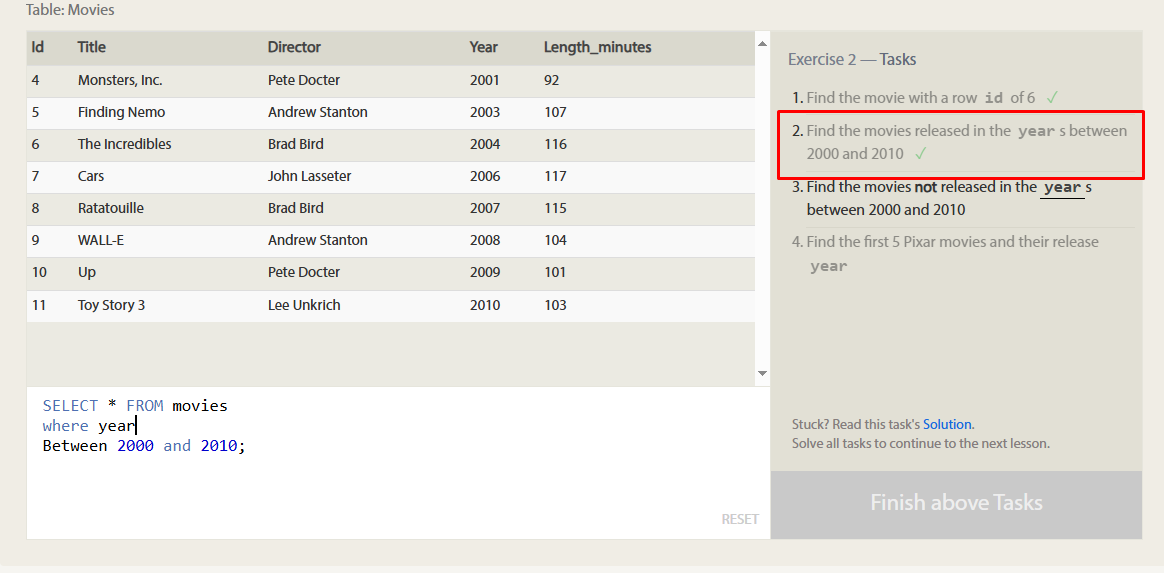 Table: Movies
Id Title Director Year Length_minutes
4 Monsters, Inc. Pete Docter 2001 92
5 Finding Nemo Andrew Stanton 2003 107
6 The Incredibles Brad Bird 2004 116
7 Cars John Lasseter 2006 117
8 Ratatouille Brad Bird 2007 115
9 WALL-E Andrew Stanton 2008 104
10 Up Pete Docter 2009 101
11 Toy Story 3 Lee Unkrich 2010 103
SELECT * FROM movies
where year
Between 2000 and 2010;
RESET
Exercise 2 — Tasks
1. Find the movie with a row id of 6 ✓
2. Find the movies released in the year s between
2000 and 2010 ✓
3. Find the movies not released in the year s
between 2000 and 2010
4. Find the first 5 Pixar movies and their release
year
Stuck? Read this task's Solution.
Solve all tasks to continue to the next lesson.
Finish above Tasks